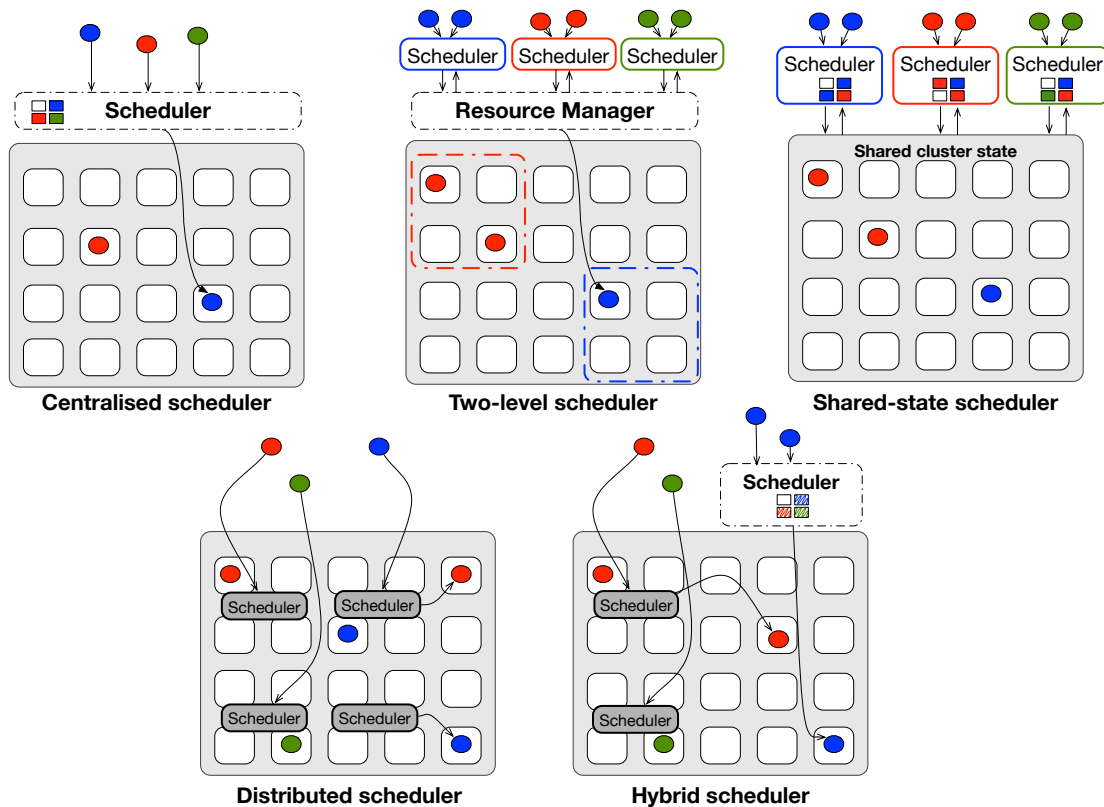 Scheduler
Centralised scheduler
Scheduler
Scheduler
Scheduler
Resource Manager
Two-level scheduler
Scheduler
Scheduler
Scheduler
Shared cluster state
Shared-state scheduler
Scheduler
Scheduler
Scheduler
Scheduler
Distributed scheduler
Scheduler
Scheduler
Scheduler
Hybrid scheduler